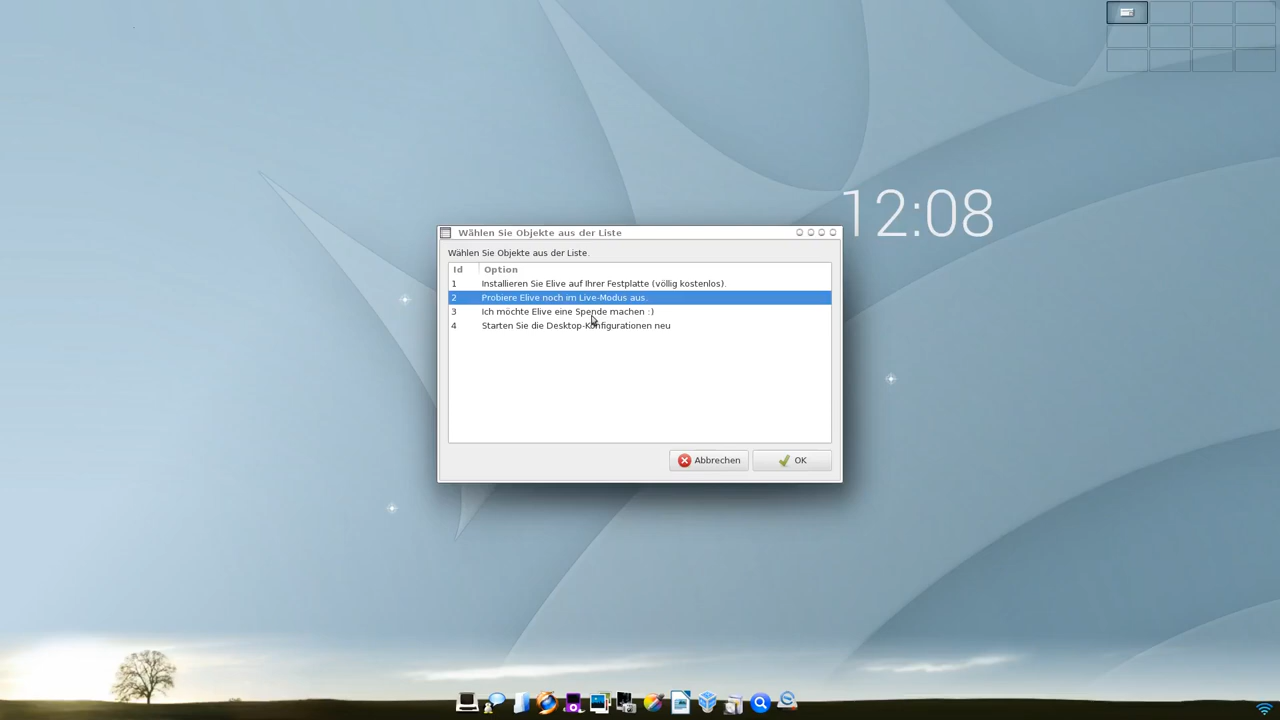 12:08
Wählen Sie Objekte aus der Liste
Wählen Sie Objekte aus der Liste.
Id Option
1 Installieren Sie Elive auf Ihrer Festplatte (völlig kostenlos).
2 Probiere Elive noch im Live-Modus aus.
3 Ich möchte Elive eine Spende machen :)
4 Starten Sie die Desktop-Konfigurationen neu
Abbrechen OK